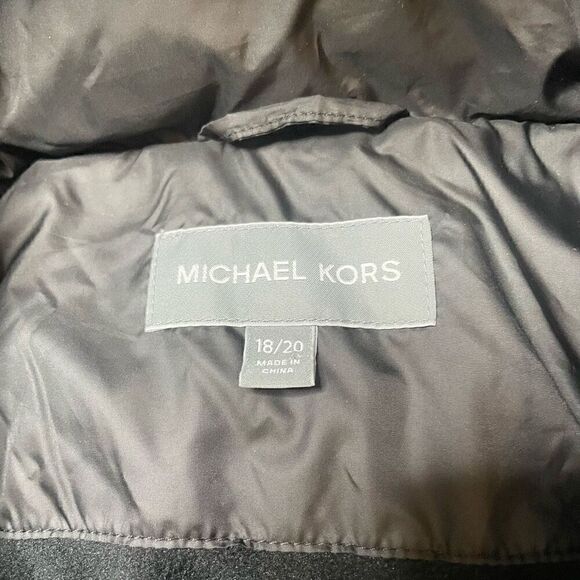 MICHAEL KORS
18/20
MADE IN
CHINA